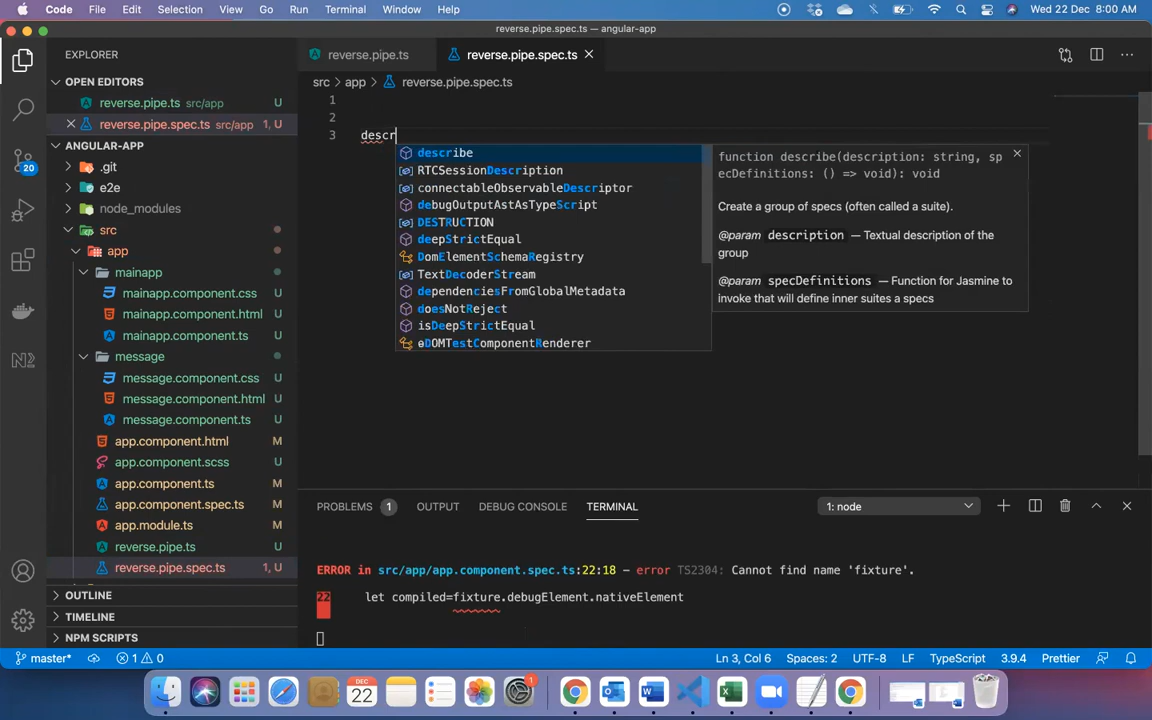 Code File Edit Selection View Go Run Terminal Window Help Wed 22 Dec 8:00 AM
reverse.pipe.spec.ts — angular-app
EXPLORER
reverse.pipe.ts
reverse.pipe.spec.ts
OPEN EDITORS
reverse.pipe.ts src/app U
reverse.pipe.spec.ts src/app 1, U
ANGULAR-APP
.git
e2e
node_modules
src
app
mainapp
mainapp.component.css U
mainapp.component.html U
mainapp.component.ts U
message
message.component.css U
message.component.html U
message.component.ts U
app.component.html M
app.component.scss U
app.component.ts M
app.component.spec.ts M
app.module.ts M
reverse.pipe.ts U
reverse.pipe.spec.ts 1, U
OUTLINE
TIMELINE
NPM SCRIPTS
20
src > app > reverse.pipe.spec.ts
1
2
3 descr
describe
RTCSessionDescription
connectableObservableDescriptor
debugOutputAstAsTypeScript
DESTRUCTION
deepStrictEqual
DomElementSchemaRegistry
TextDecoderStream
dependenciesFromGlobalMetadata
doesNotReject
isDeepStrictEqual
ɵDOMTestComponentRenderer
function describe(description: string, sp
ecDefinitions: () => void): void
Create a group of specs (often called a suite).
@param description — Textual description of the
group
@param specDefinitions — Function for Jasmine to
invoke that will define inner suites a specs
PROBLEMS 1 OUTPUT DEBUG CONSOLE TERMINAL 1: node
ERROR in src/app/app.component.spec.ts:22:18 - error TS2304: Cannot find name 'fixture'.
22 let compiled=fixture.debugElement.nativeElement
master* 1 0 Ln 3, Col 6 Spaces: 2 UTF-8 LF TypeScript 3.9.4 Prettier
DEC
22
1